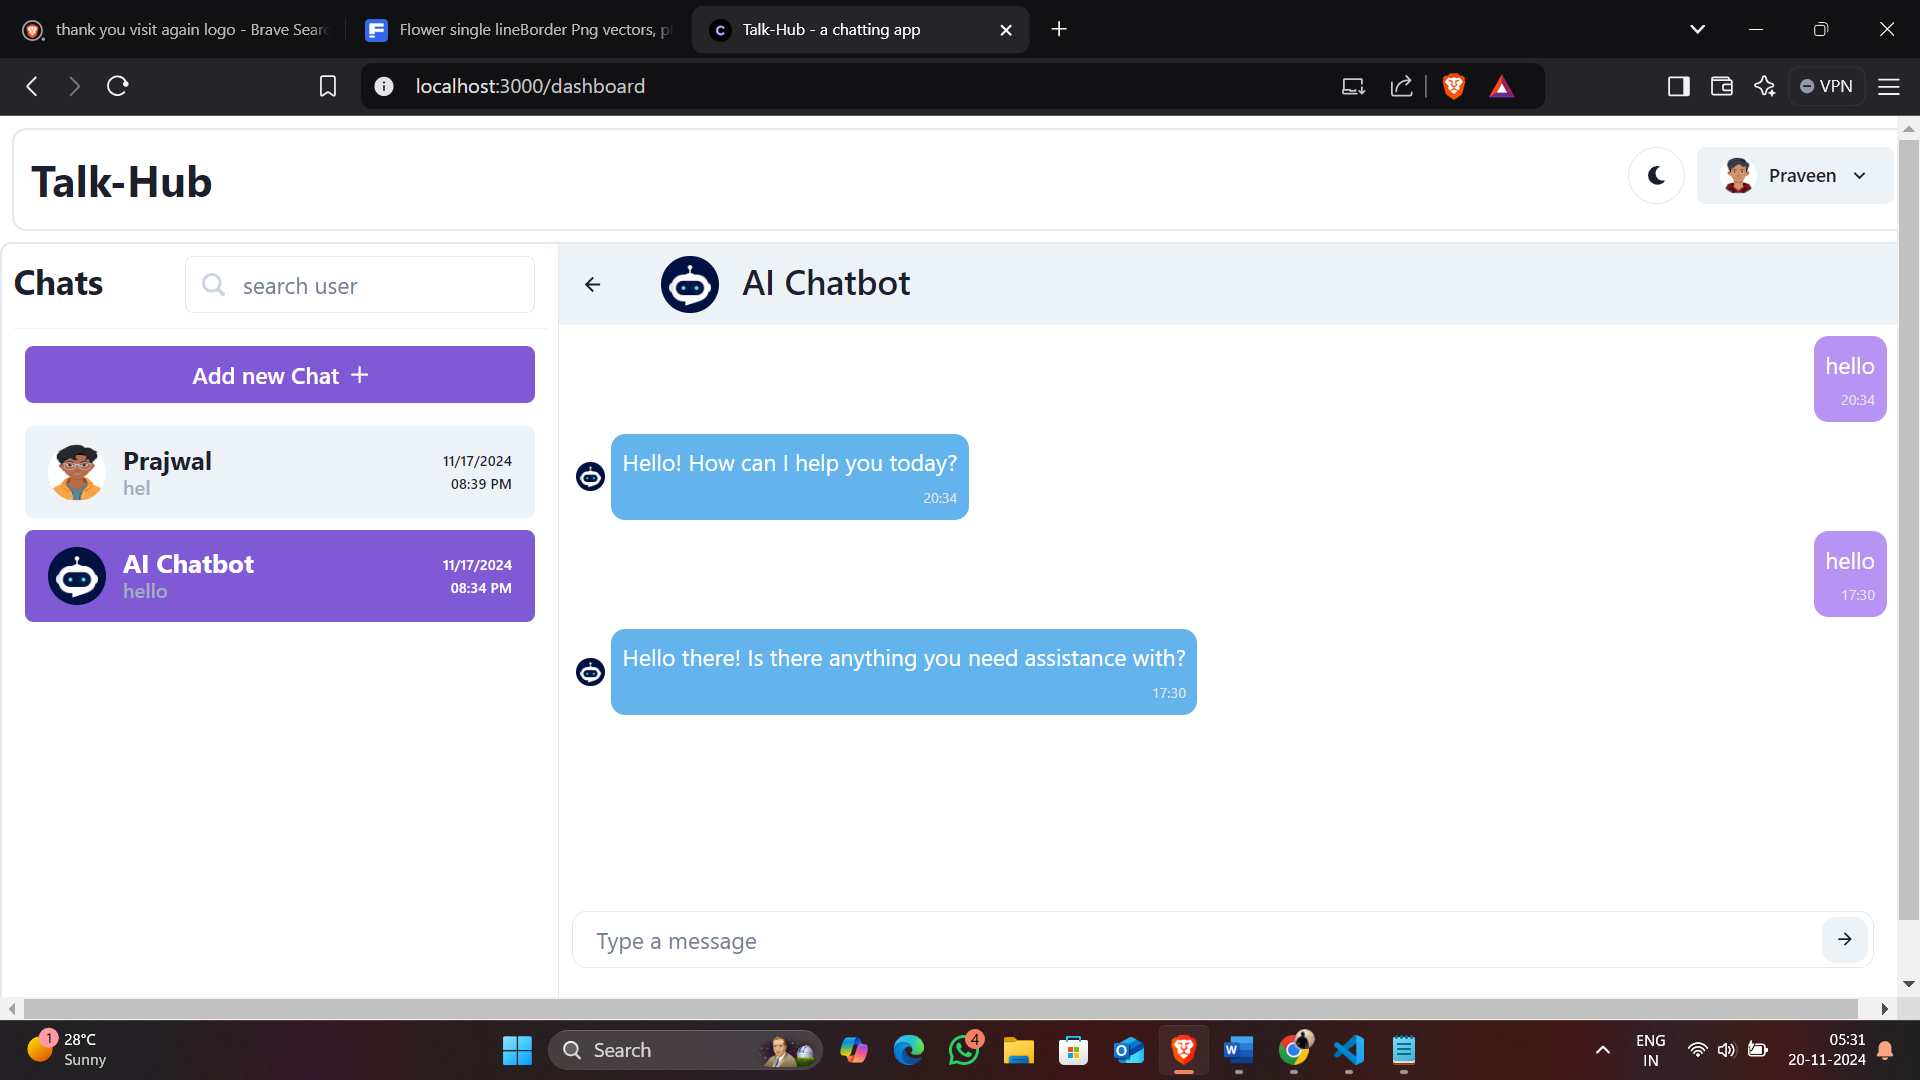 thank you visit again logo - Brave Sear
Flower single lineBorder Png vectors, p
Talk-Hub - a chatting app
localhost:3000/dashboard
VPN
Talk-Hub
Praveen
Chats
search user
AI Chatbot
Add new Chat +
hello
20:34
Hello! How can I help you today?
20:34
Prajwal
11/17/2024
hel
08:39 PM
AI Chatbot
11/17/2024
hello
08:34 PM
hello
17:30
Hello there! Is there anything you need assistance with?
17:30
Type a message
1
28°C
Sunny
Search
4
ENG
IN
05:31
20-11-2024